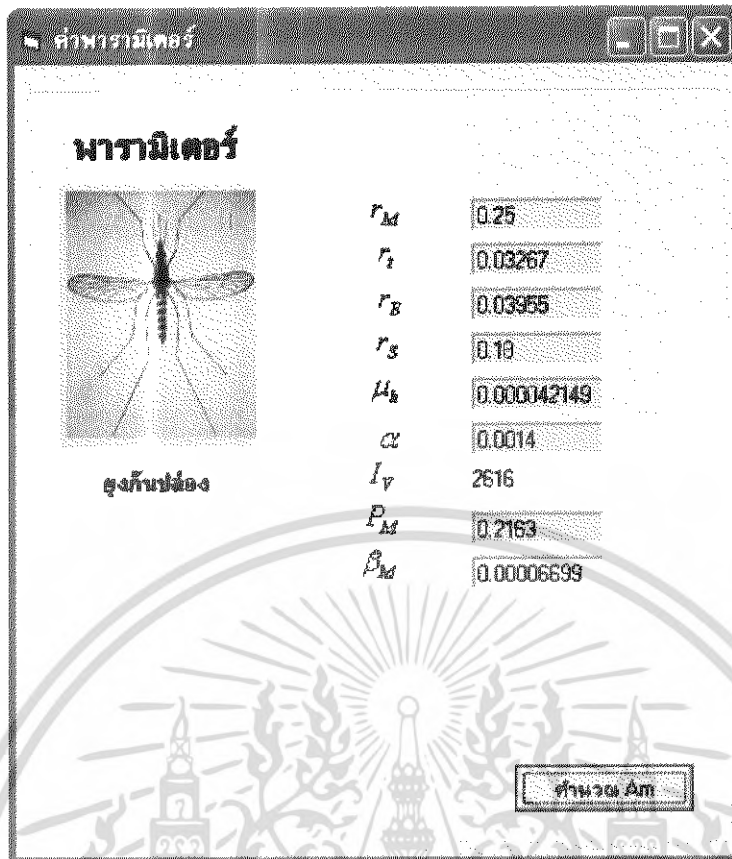 ค่าพารามิเตอร์
พารามิเตอร์
r_M 0.25
r_t 0.03267
r_E 0.03955
r_S 0.10
μ_h 0.000042149
α 0.0014
I_V 2616
P_M 0.2163
β_M 0.00006699
ยุงก้นปล่อง
คำนวณ Am